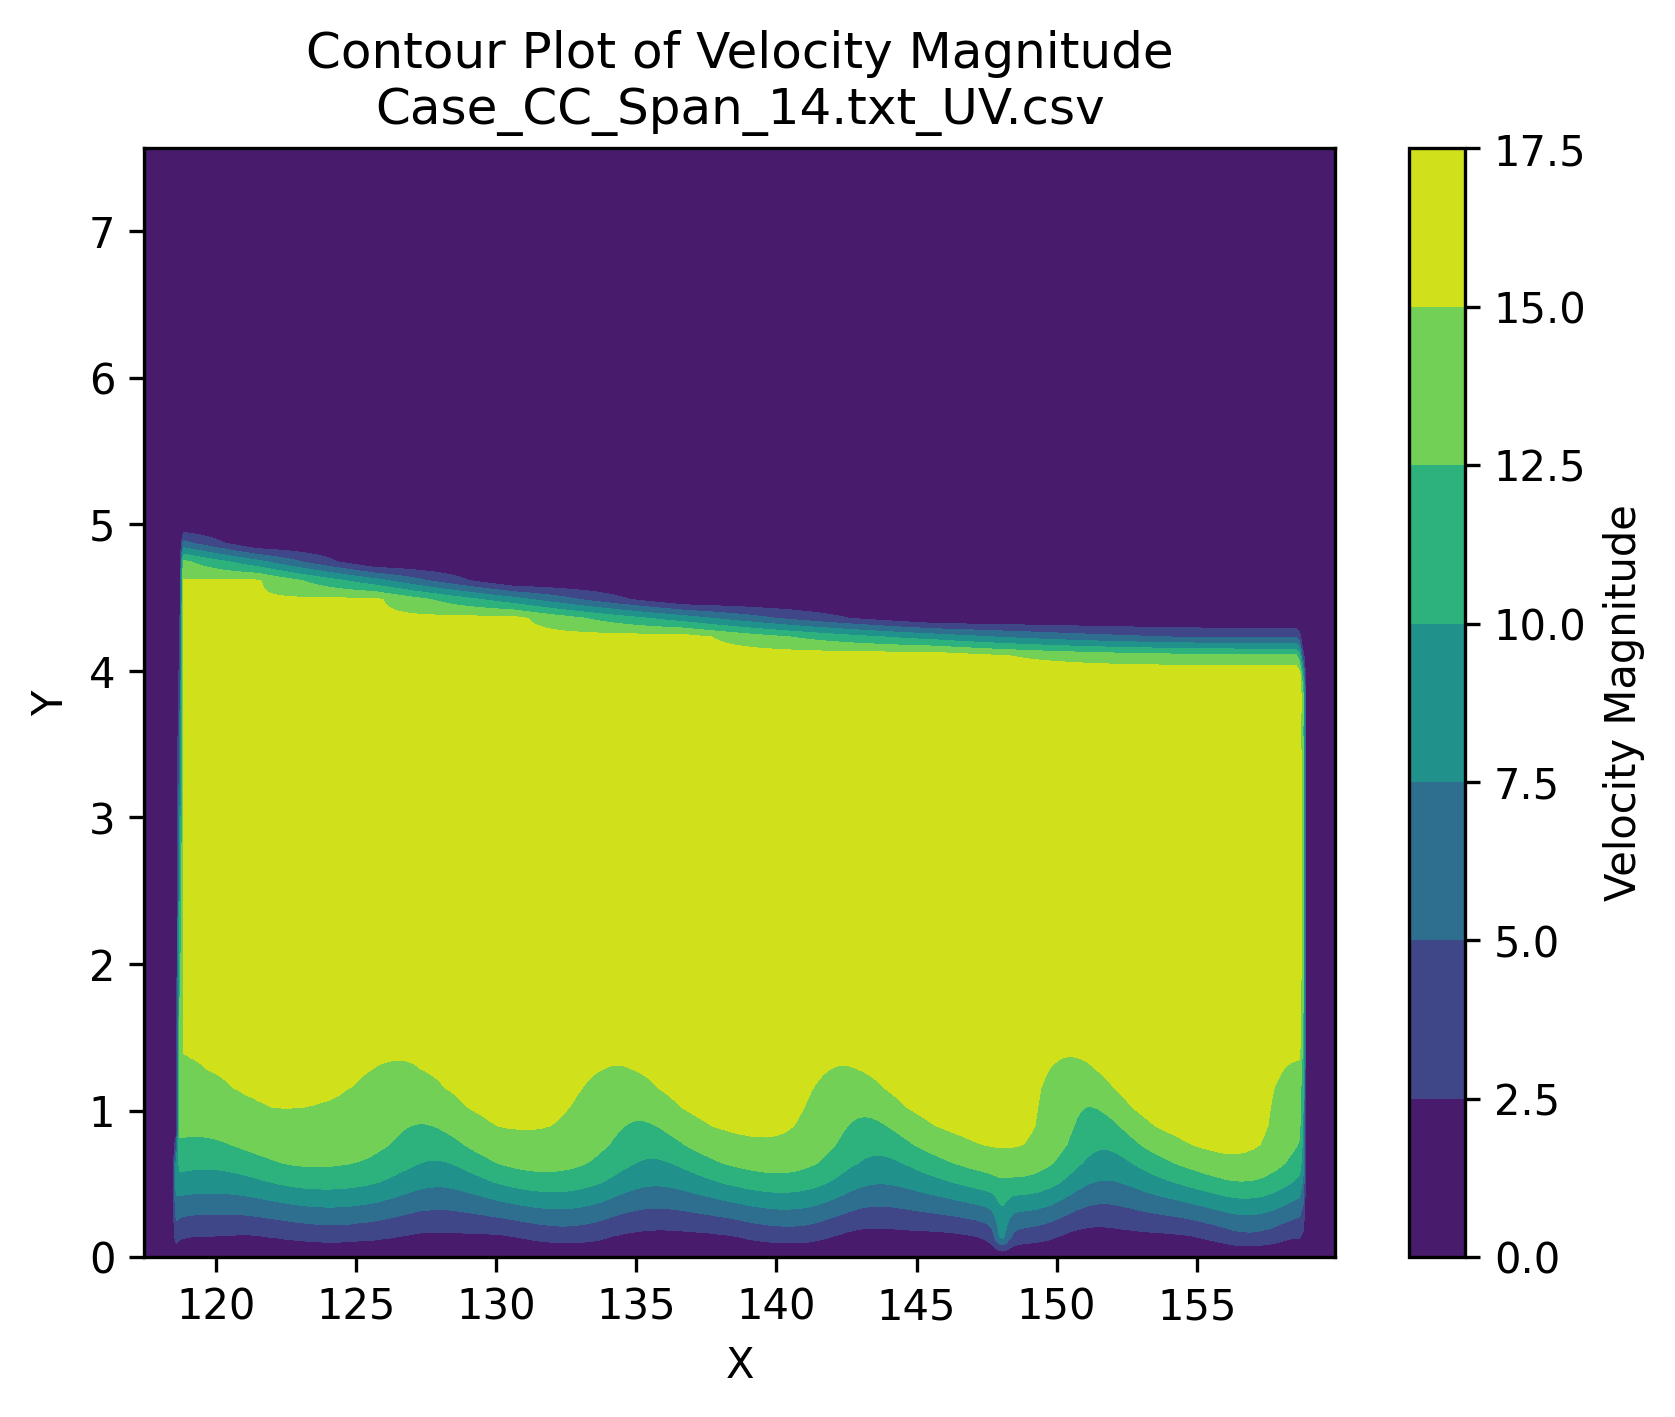 Contour Plot of Velocity Magnitude
Case_CC_Span_14.txt_UV.csv
7
6
5
4
3
2
1
0
Y
120 125 130 135 140 145 150 155
X
17.5
15.0
12.5
10.0
7.5
5.0
2.5
0.0
Velocity Magnitude